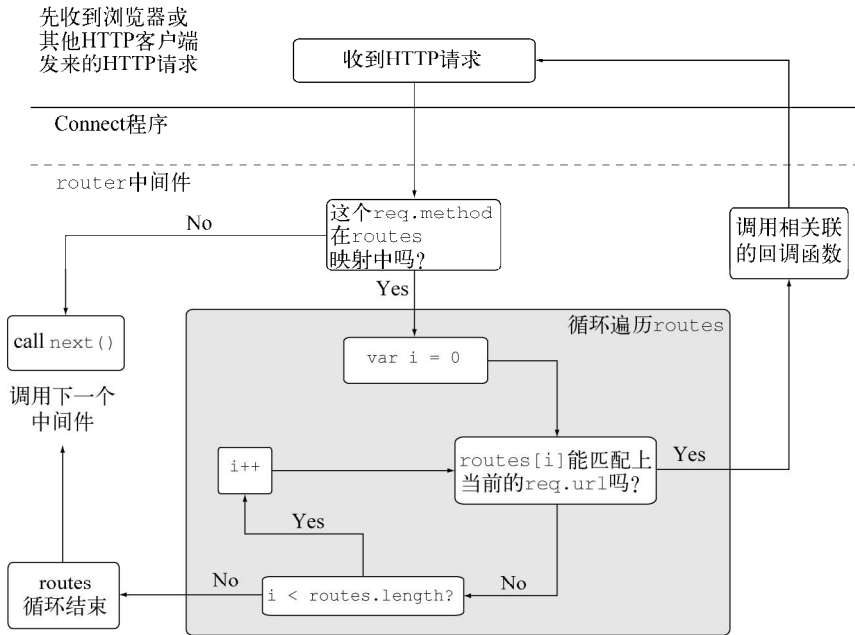 先收到浏览器或
其他HTTP客户端
发来的HTTP请求
收到HTTP请求
Connect程序
router中间件
这个req.method
在routes
映射中吗?
No
Yes
调用相关联
的回调函数
循环遍历routes
call next()
调用下一个
中间件
var i = 0
i++
routes[i]能匹配上
当前的req.url吗?
Yes
Yes
No
i < routes.length?
No
routes
循环结束